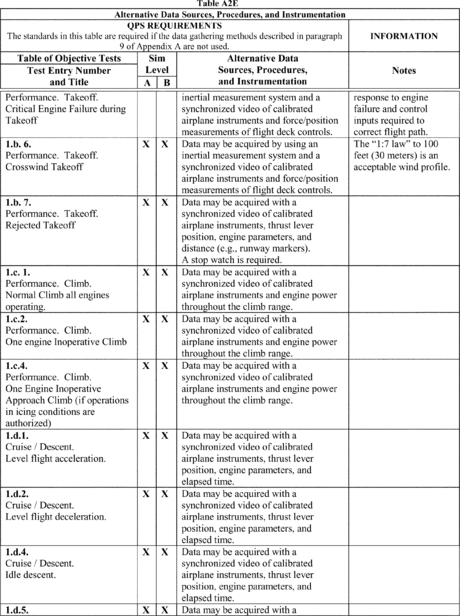 Table A2E
Alternative Data Sources, Procedures, and Instrumentation
QPS REQUIREMENTS
The standards in this table are required if the data gathering methods described in paragraph
9 of Appendix A are not used.
INFORMATION
Table of Objective Tests
Test Entry Number
and Title
Sim
Level
A B
Alternative Data
Sources, Procedures,
and Instrumentation
Notes
Performance. Takeoff.
Critical Engine Failure during
Takeoff
inertial measurement system and a
synchronized video of calibrated
airplane instruments and force/position
measurements of flight deck controls.
response to engine
failure and control
inputs required to
correct flight path.
1.b. 6.
Performance. Takeoff.
Crosswind Takeoff
X X
Data may be acquired by using an
inertial measurement system and a
synchronized video of calibrated
airplane instruments and force/position
measurements of flight deck controls.
The “1:7 law” to 100
feet (30 meters) is an
acceptable wind profile.
1.b. 7.
Performance. Takeoff.
Rejected Takeoff
X X
Data may be acquired with a
synchronized video of calibrated
airplane instruments, thrust lever
position, engine parameters, and
distance (e.g., runway markers).
A stop watch is required.
1.c. 1.
Performance. Climb.
Normal Climb all engines
operating.
X X
Data may be acquired with a
synchronized video of calibrated
airplane instruments and engine power
throughout the climb range.
1.c.2.
Performance. Climb.
One engine Inoperative Climb
X X
Data may be acquired with a
synchronized video of calibrated
airplane instruments and engine power
throughout the climb range.
1.c.4.
Performance. Climb.
One Engine Inoperative
Approach Climb (if operations
in icing conditions are
authorized)
X X
Data may be acquired with a
synchronized video of calibrated
airplane instruments and engine power
throughout the climb range.
1.d.1.
Cruise / Descent.
Level flight acceleration.
X X
Data may be acquired with a
synchronized video of calibrated
airplane instruments, thrust lever
position, engine parameters, and
elapsed time.
1.d.2.
Cruise / Descent.
Level flight deceleration.
X X
Data may be acquired with a
synchronized video of calibrated
airplane instruments, thrust lever
position, engine parameters, and
elapsed time.
1.d.4.
Cruise / Descent.
Idle descent.
X X
Data may be acquired with a
synchronized video of calibrated
airplane instruments, thrust lever
position, engine parameters, and
elapsed time.
1.d.5.
X X
Data may be acquired with a